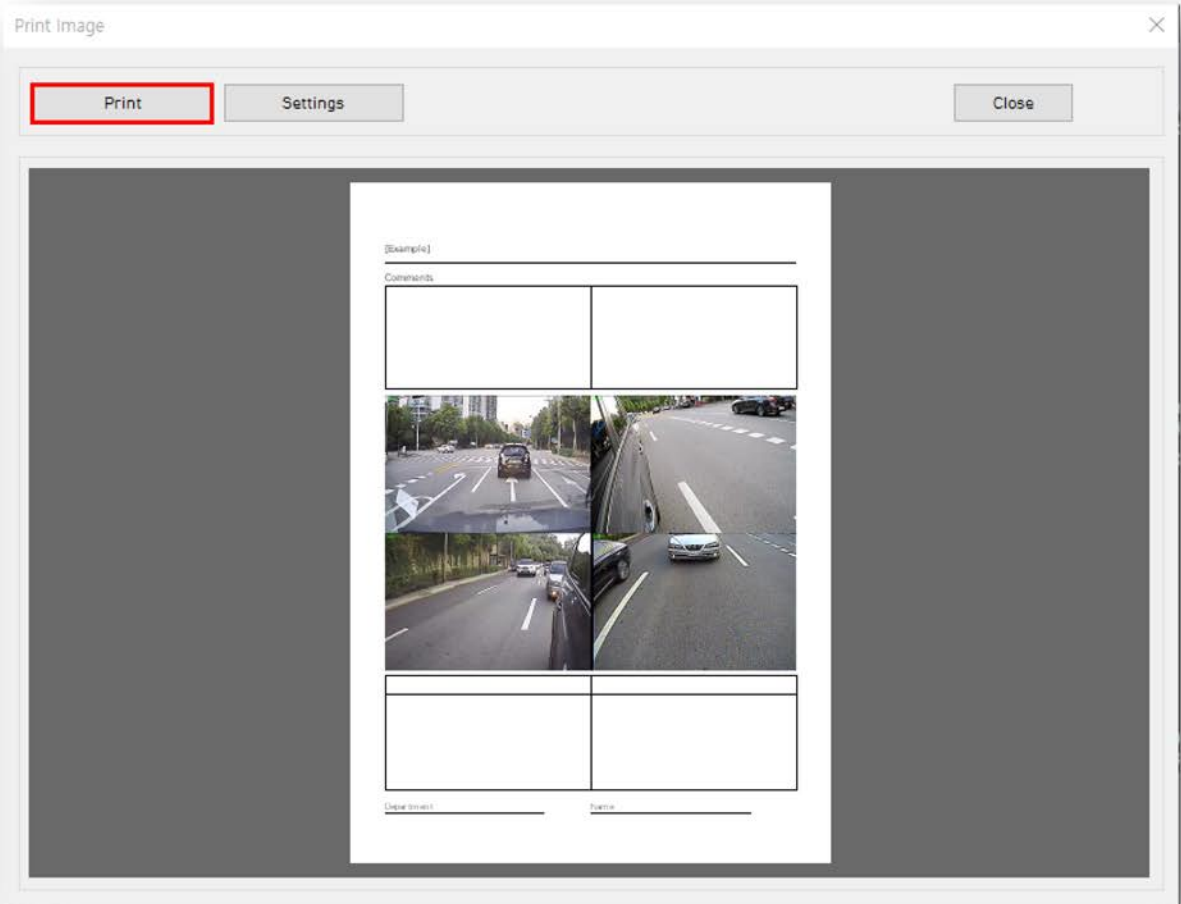 Print Image
Print Settings Close
[Example]
Comments
Department Name